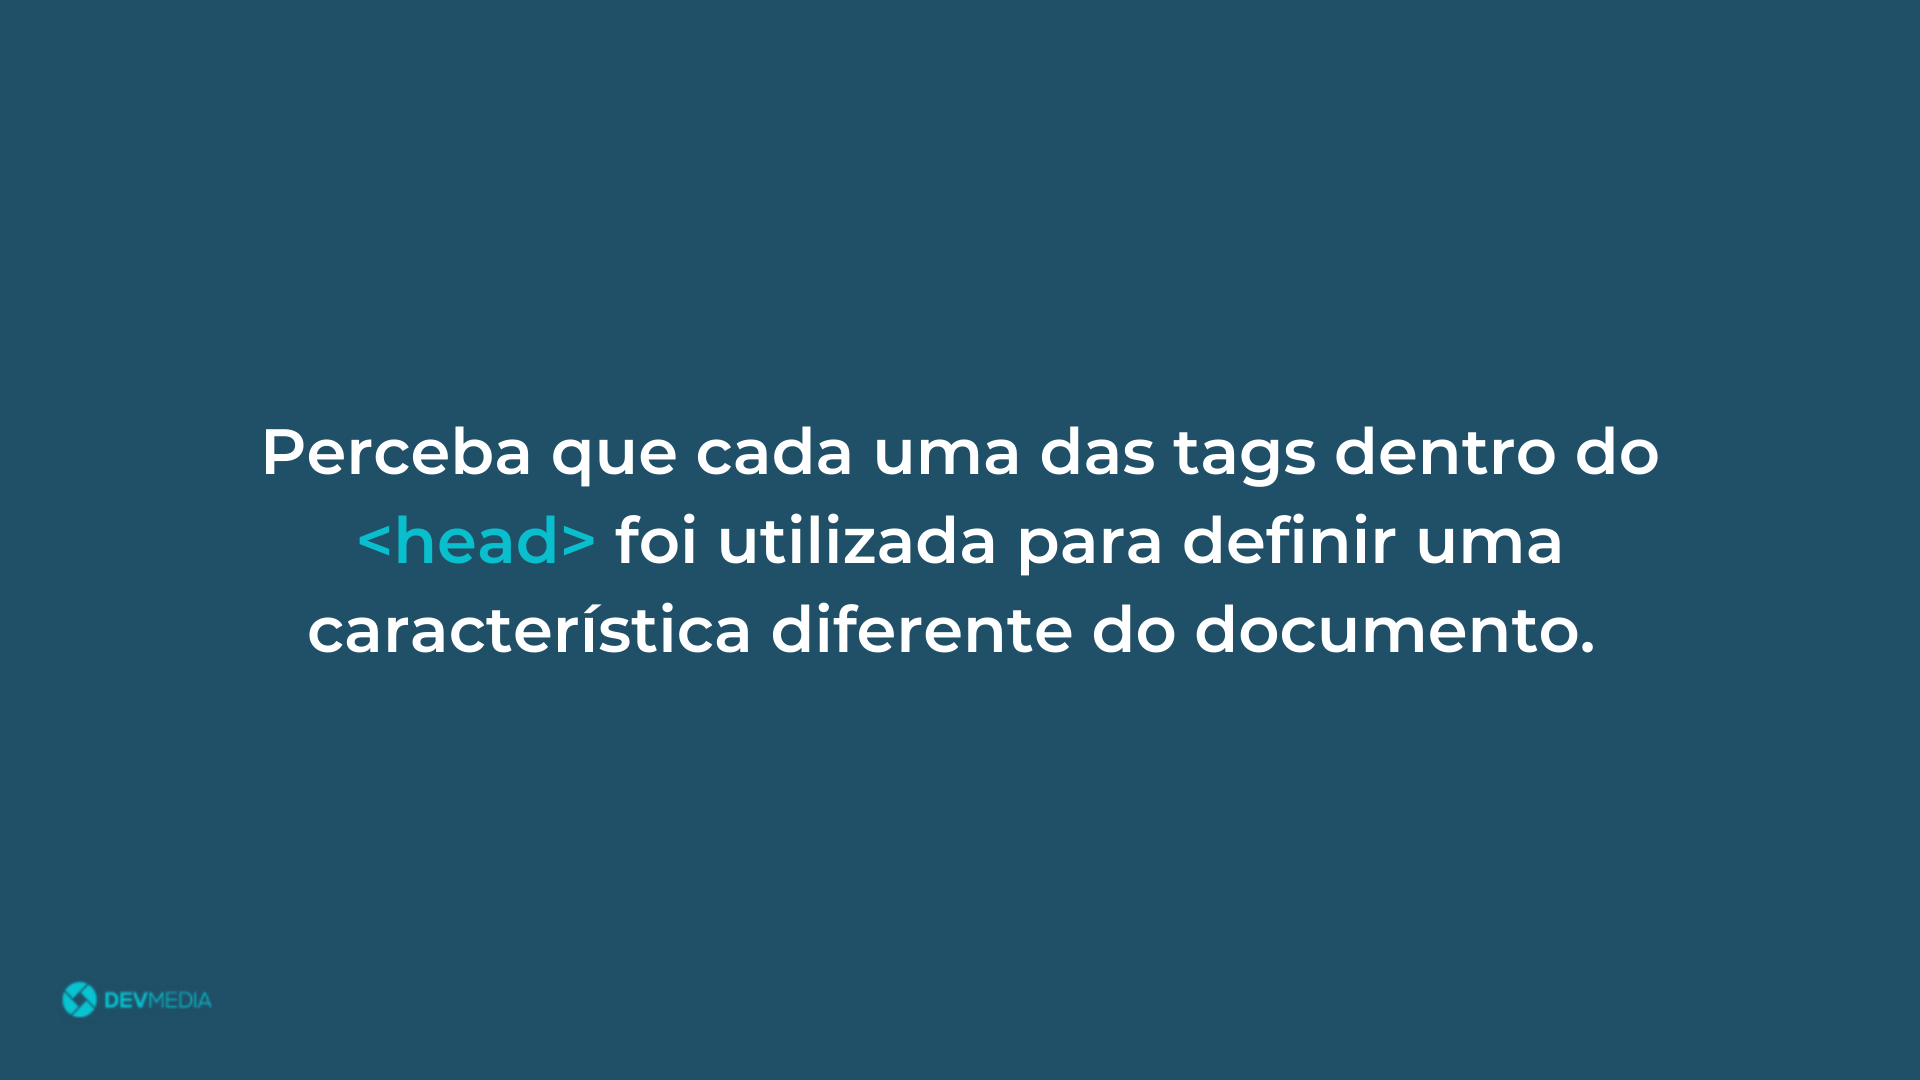 Perceba que cada uma das tags dentro do
<head> foi utilizada para definir uma
característica diferente do documento.
DEVMEDIA